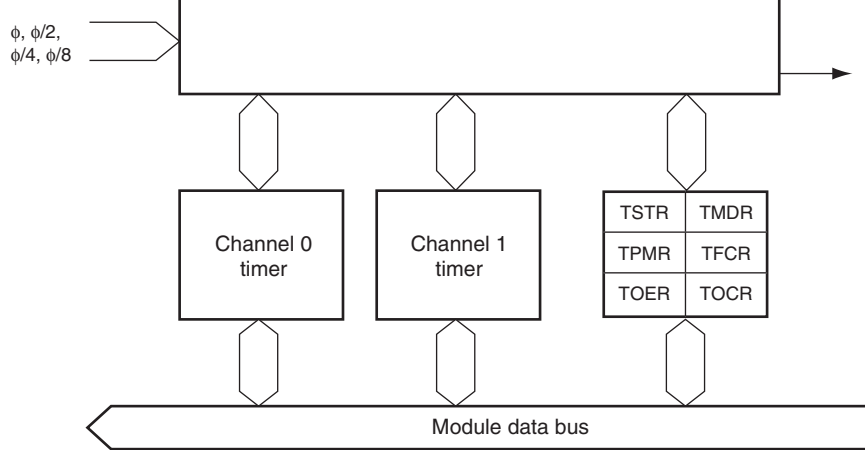 ϕ, ϕ/2,
ϕ/4, ϕ/8
Channel 0
timer
Channel 1
timer
TSTR TMDR
TPMR TFCR
TOER TOCR
Module data bus